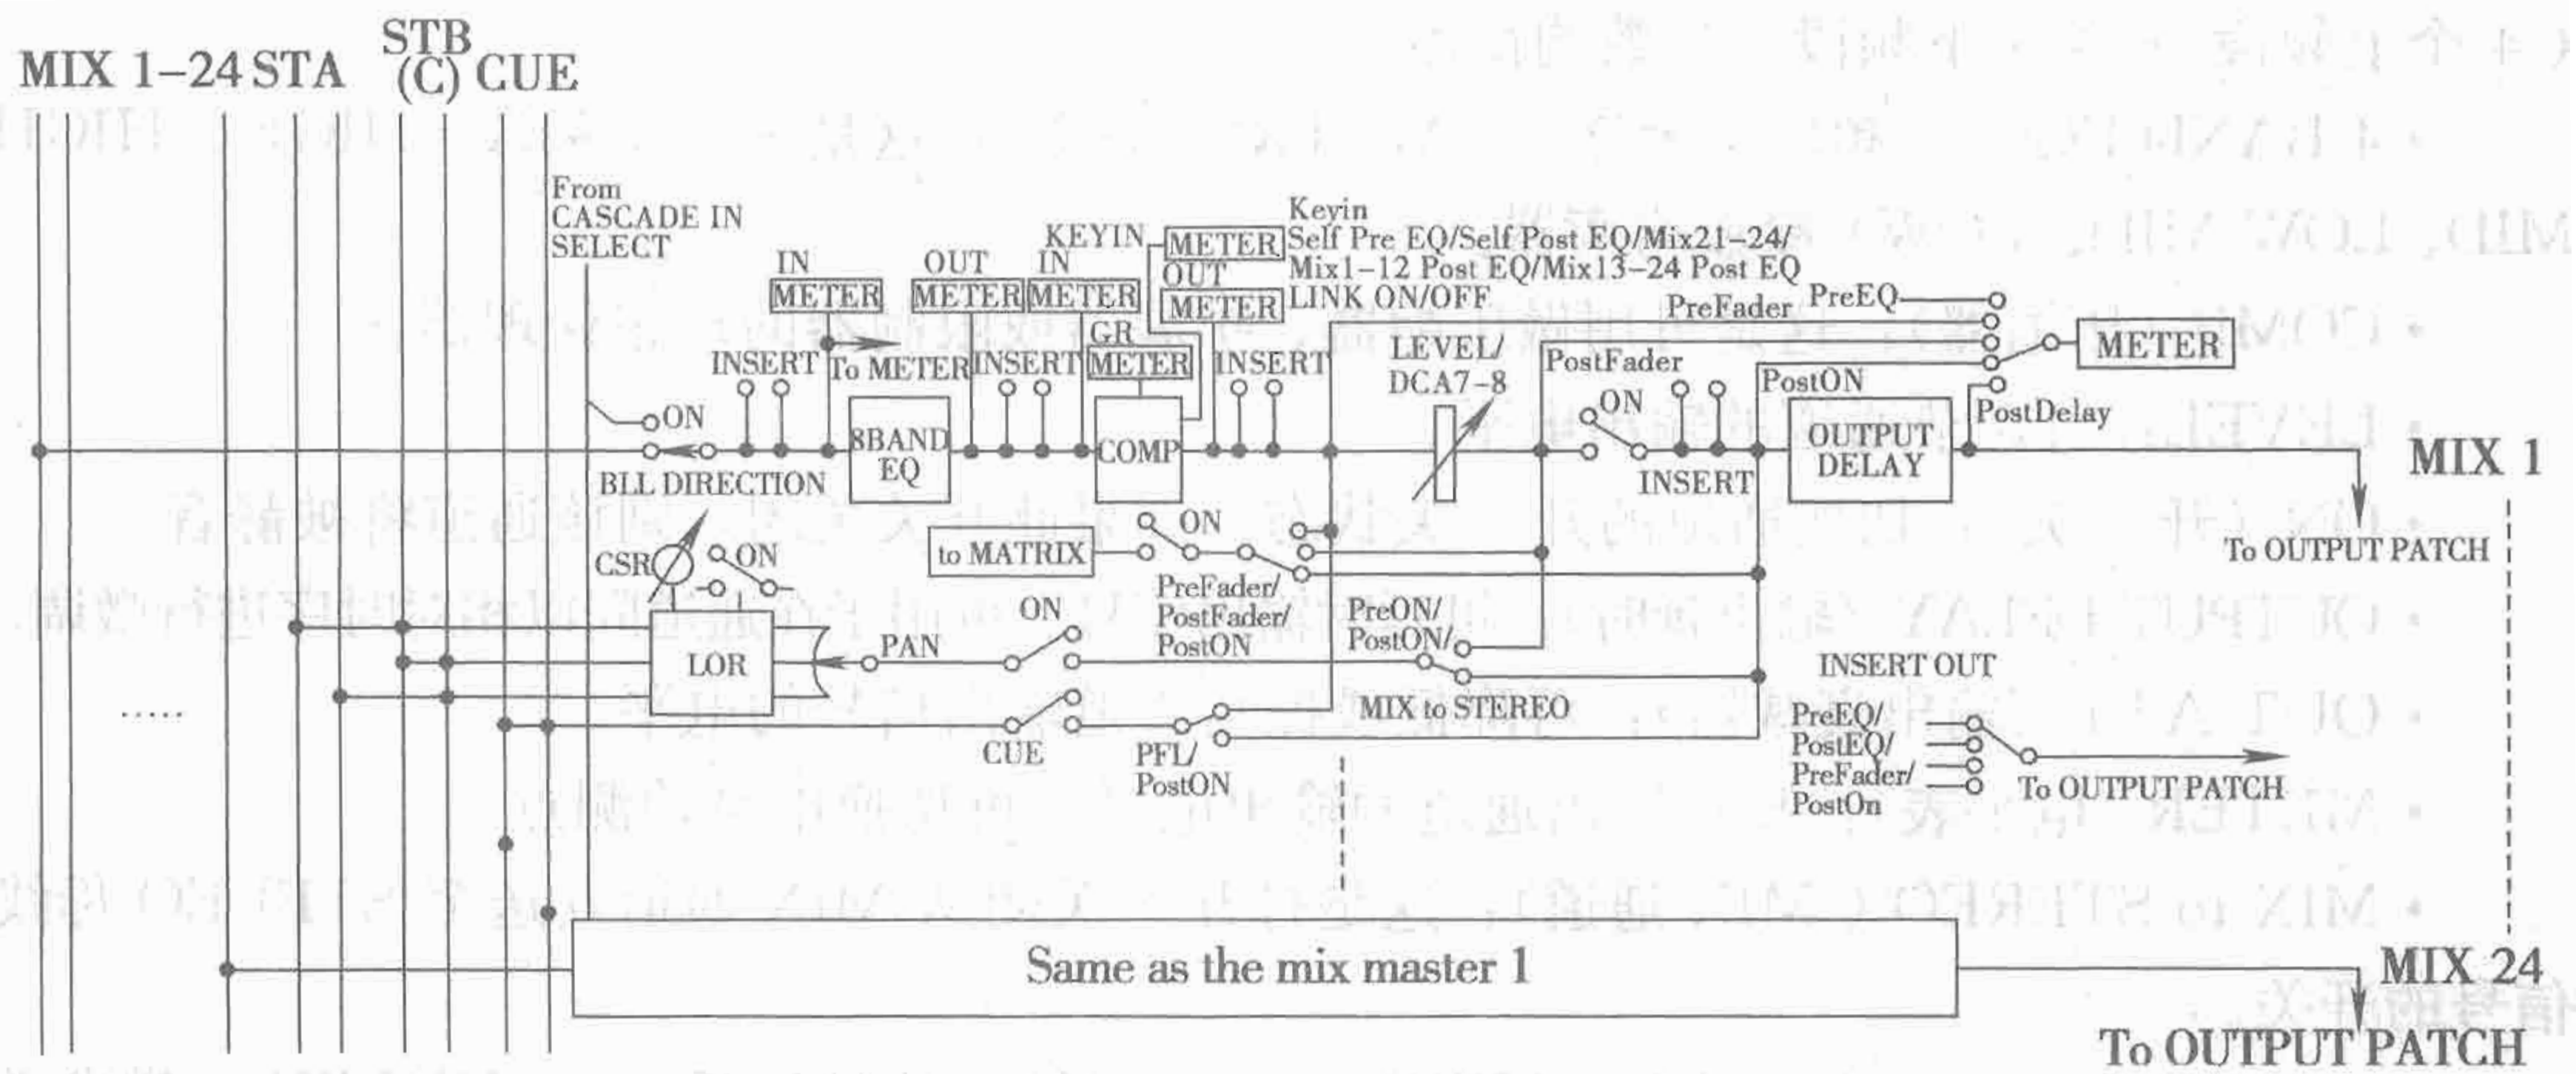 MIX 1-24 STA STB (C) CUE
From
CASCADE IN
SELECT
IN
METER
OUT
METER
IN
METER
KEYIN
METER
OUT
METER
Keyin
Self Pre EQ/Self Post EQ/Mix21-24/
Mix1-12 Post EQ/Mix13-24 Post EQ
LINK ON/OFF
GR
METER
INSERT
To METER
INSERT
INSERT
LEVEL/
DCA7-8
PreFader
PreEQ
PostFader
PostON
PostDelay
METER
ON
BLL DIRECTION
8BAND
EQ
COMP
ON
INSERT
OUTPUT
DELAY
MIX 1
To OUTPUT PATCH
CSR
ON
to MATRIX
ON
PreFader/
PostFader/
PostON
LOR
PAN
ON
PreON/
PostON/
MIX to STEREO
CUE
PFL/
PostON
INSERT OUT
PreEQ/
PostEQ/
PreFader/
PostOn
To OUTPUT PATCH
.....
Same as the mix master 1
MIX 24
To OUTPUT PATCH